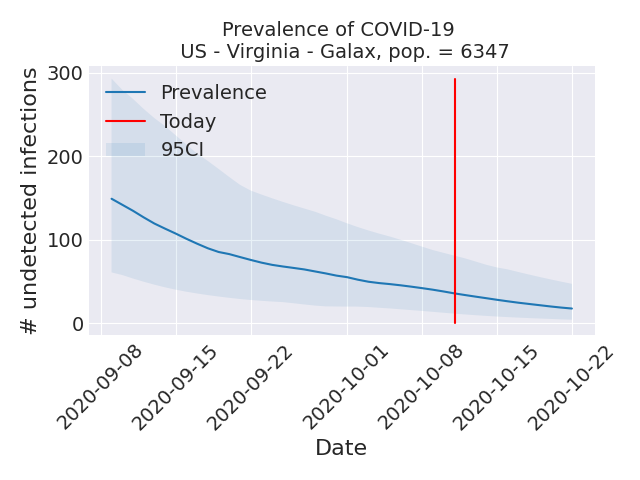 Prevalence of COVID-19
US - Virginia - Galax, pop. = 6347
# undetected infections
300
200
100
0
Prevalence
Today
95CI
2020-09-08
2020-09-15
2020-09-22
2020-10-01
2020-10-08
2020-10-15
2020-10-22
Date